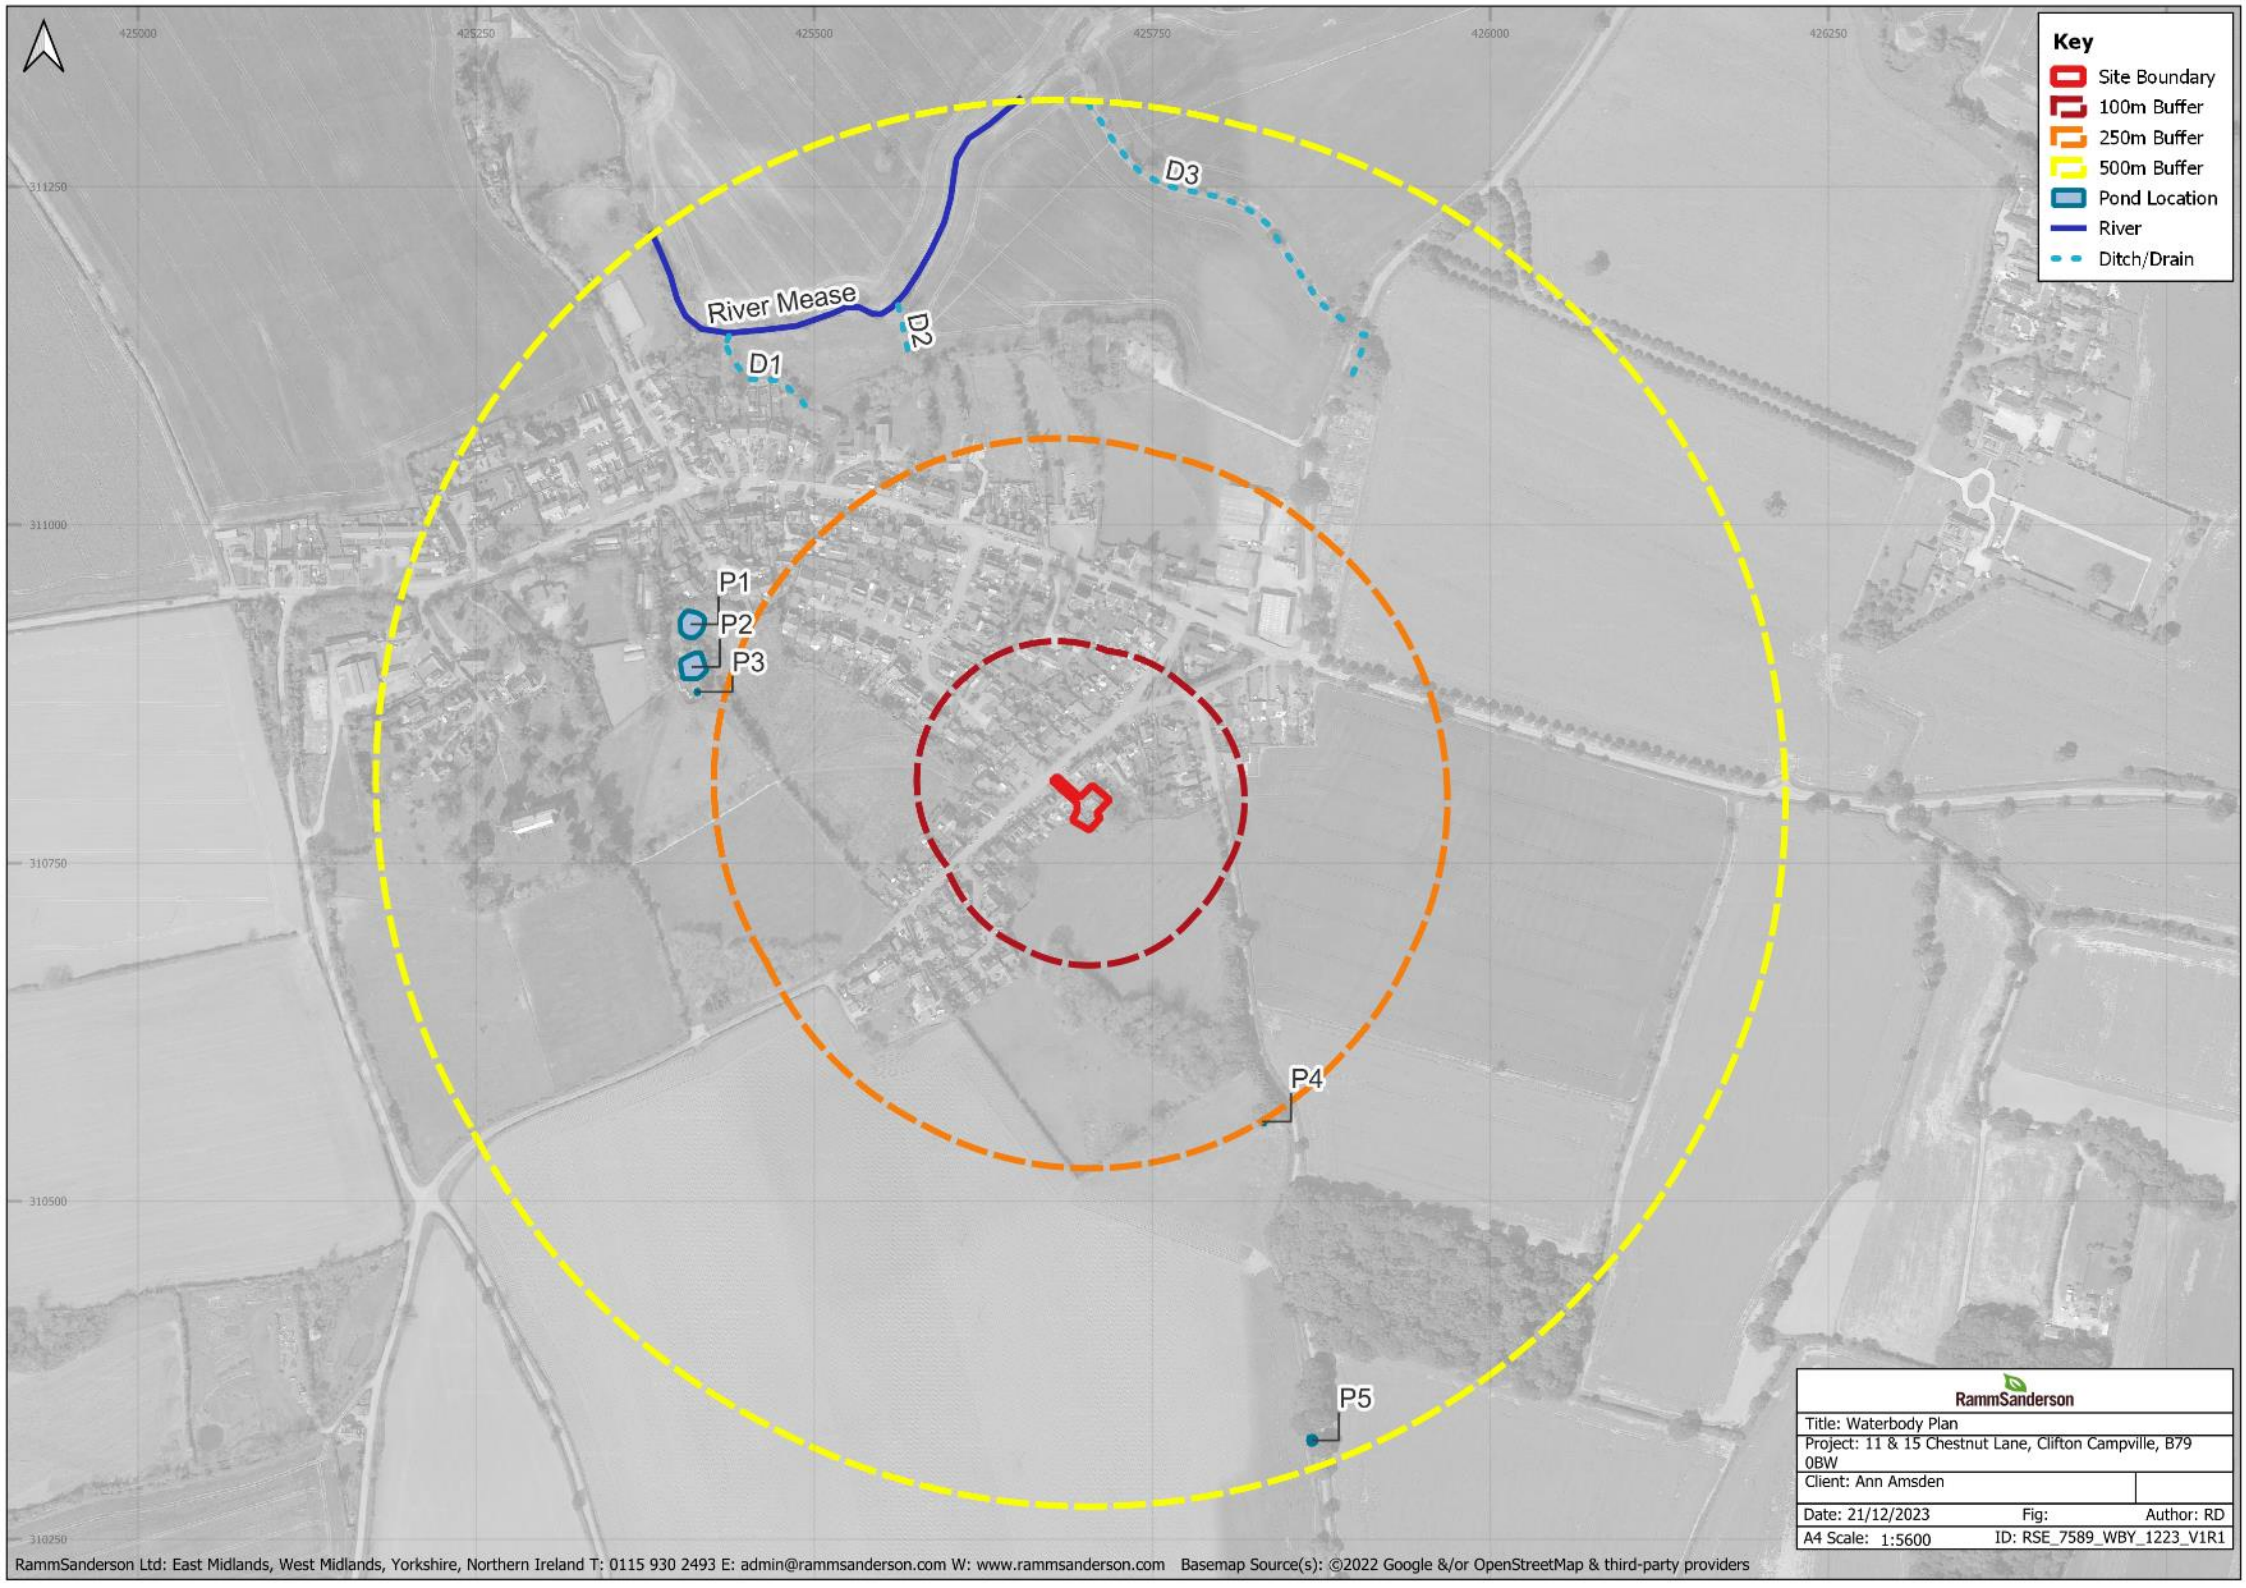 425000
425250
425500
425750
426000
426250
Key
Site Boundary
100m Buffer
250m Buffer
500m Buffer
Pond Location
River
Ditch/Drain
311250
D3
River Mease
D2
D1
311000
P1
P2
P3
310750
P4
310500
P5
RammSanderson
Title: Waterbody Plan
Project: 11 & 15 Chestnut Lane, Clifton Campville, B79
0BW
Client: Ann Amsden
Date: 21/12/2023 Fig: Author: RD
A4 Scale: 1:5600 ID: RSE_7589_WBY_1223_V1R1
310250
RammSanderson Ltd: East Midlands, West Midlands, Yorkshire, Northern Ireland T: 0115 930 2493 E: admin@rammsanderson.com W: www.rammsanderson.com Basemap Source(s): ©2022 Google &/or OpenStreetMap & third-party providers